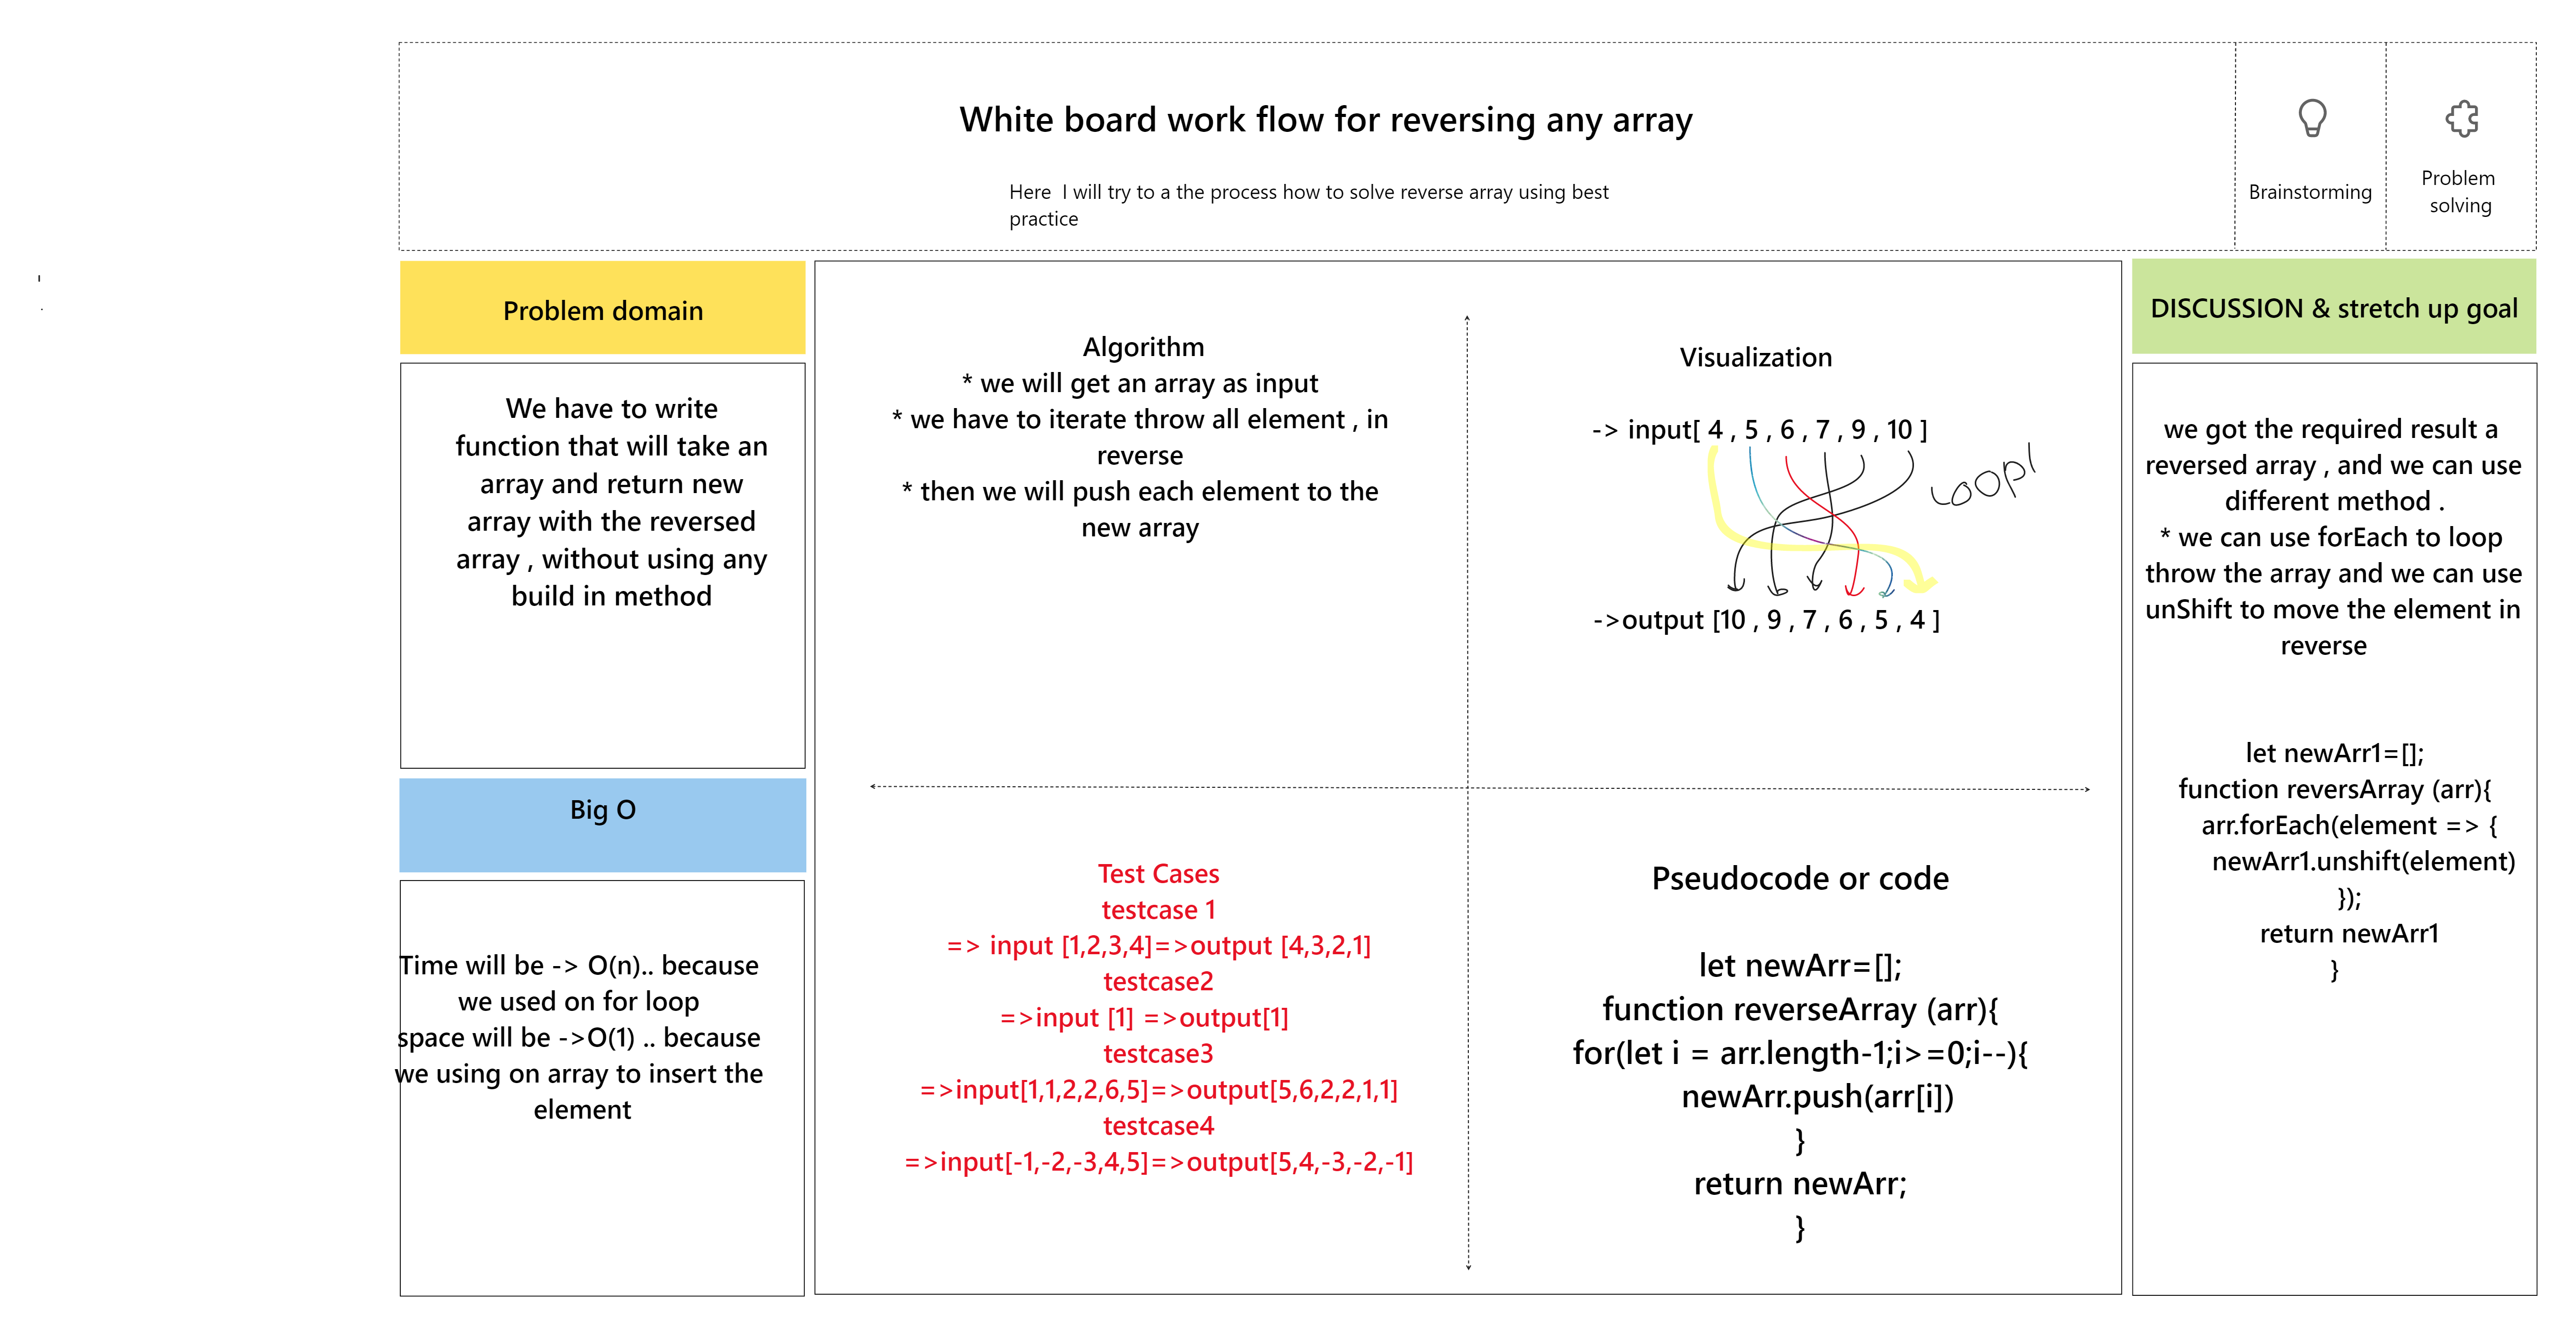 White board work flow for reversing any array
Here  I will try to a the process how to solve reverse array using best
practice
Brainstorming
Problem
solving
Problem domain
We have to write
function that will take an
array and return new
array with the reversed
array , without using any
build in method
Big O
Time will be -> O(n).. because
we used on for loop
space will be ->O(1) .. because
we using on array to insert the
element
Algorithm
* we will get an array as input
* we have to iterate throw all element , in
reverse
* then we will push each element to the
new array
Visualization
-> input[ 4 , 5 , 6 , 7 , 9 , 10 ]
Loop!
->output [10 , 9 , 7 , 6 , 5 , 4 ]
Test Cases
testcase 1
=> input [1,2,3,4]=>output [4,3,2,1]
testcase2
=>input [1] =>output[1]
testcase3
=>input[1,1,2,2,6,5]=>output[5,6,2,2,1,1]
testcase4
=>input[-1,-2,-3,4,5]=>output[5,4,-3,-2,-1]
Pseudocode or code
let newArr=[];
function reverseArray (arr){
for(let i = arr.length-1;i>=0;i--){
newArr.push(arr[i])
}
return newArr;
}
DISCUSSION & stretch up goal
we got the required result a
reversed array , and we can use
different method .
* we can use forEach to loop
throw the array and we can use
unShift to move the element in
reverse
let newArr1=[];
function reversArray (arr){
arr.forEach(element => {
newArr1.unshift(element)
});
return newArr1
}